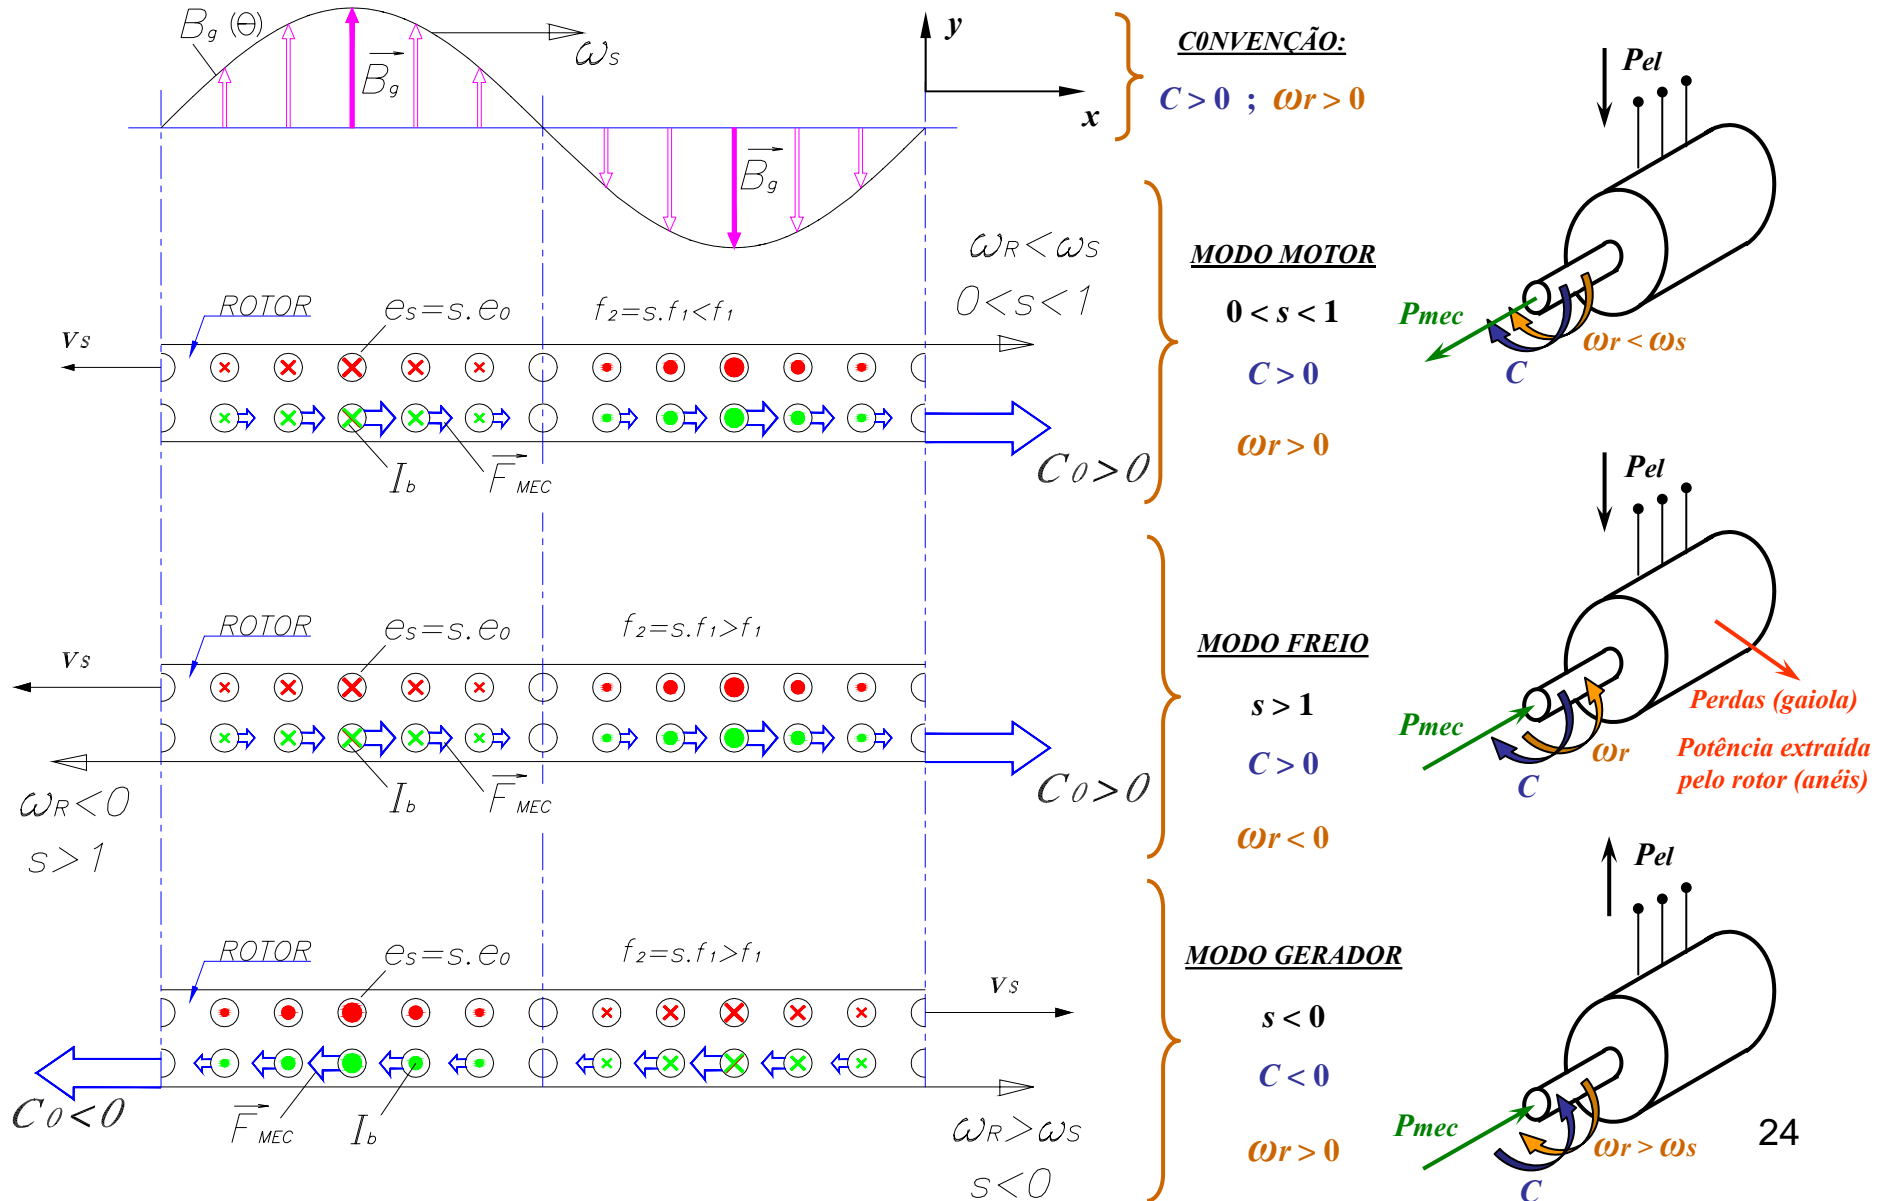 Bg (Θ)
ωS
Bg
Bg
y
x
C0NVENÇÃO:
C > 0 ; ωr > 0
ωR<ωS
0<s<1
ROTOR
es=s.e0
f2=s.f1<f1
vs
Ib
FMEC
C0>0
MODO MOTOR
0 < s < 1
C > 0
ωr > 0
Pel
Pmec
ωr < ωs
C
ROTOR
es=s.e0
f2=s.f1>f1
vs
ωR<0
s>1
Ib
FMEC
C0>0
MODO FREIO
s > 1
C > 0
ωr < 0
Pel
Pmec
ωr
C
Perdas (gaiola)
Potência extraída
pelo rotor (anéis)
ROTOR
es=s.e0
f2=s.f1>f1
vs
C0<0
FMEC
Ib
ωR>ωS
s<0
MODO GERADOR
s < 0
C < 0
ωr > 0
Pel
Pmec
ωr > ωs
C
24